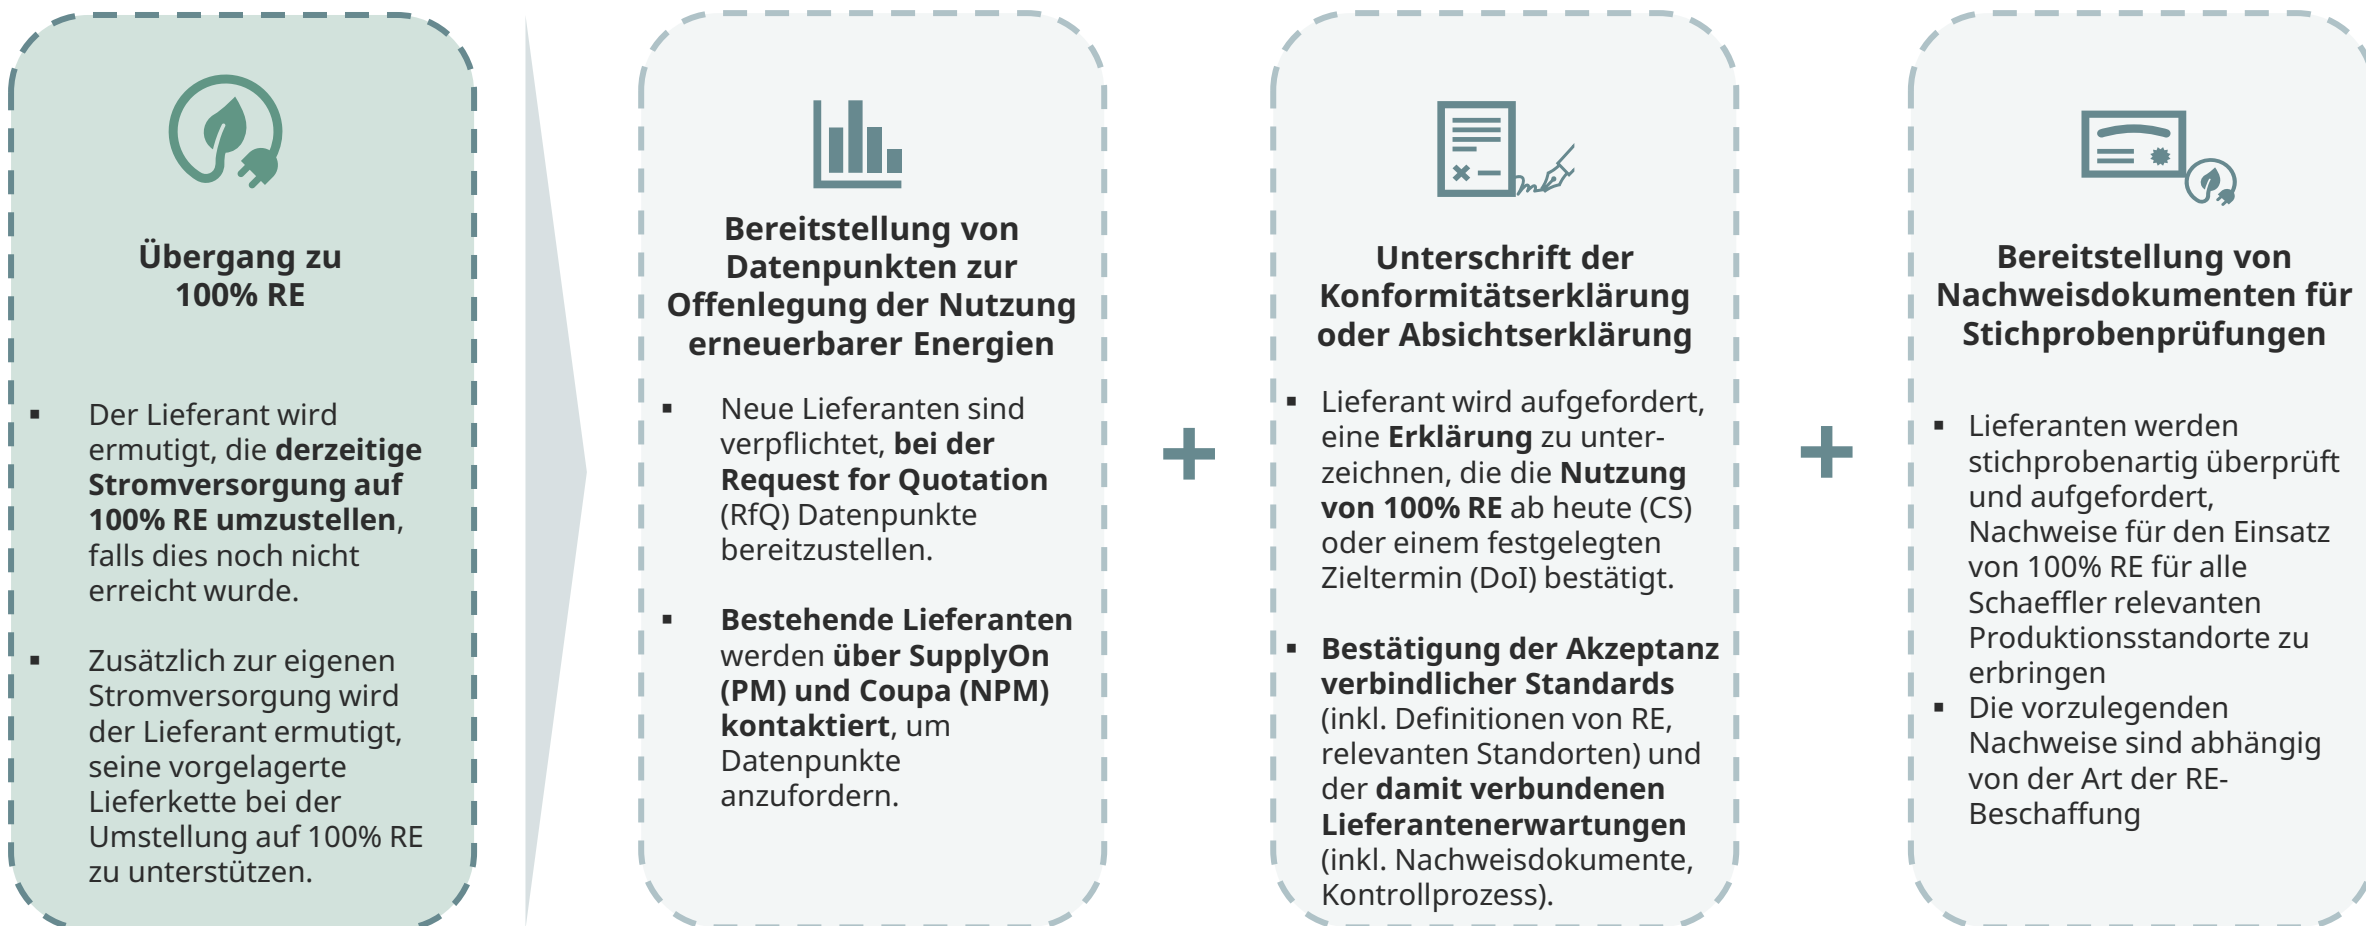 Übergang zu
100% RE
▪ Der Lieferant wird
ermutigt, die derzeitige
Stromversorgung auf
100% RE umzustellen,
falls dies noch nicht
erreicht wurde.
▪ Zusätzlich zur eigenen
Stromversorgung wird
der Lieferant ermutigt,
seine vorgelagerte
Lieferkette bei der
Umstellung auf 100% RE
zu unterstützen.
Bereitstellung von
Datenpunkten zur
Offenlegung der Nutzung
erneuerbarer Energien
▪ Neue Lieferanten sind
verpflichtet, bei der
Request for Quotation
(RfQ) Datenpunkte
bereitzustellen.
▪ Bestehende Lieferanten
werden über SupplyOn
(PM) und Coupa (NPM)
kontaktiert, um
Datenpunkte
anzufordern.
+
Unterschrift der
Konformitätserklärung
oder Absichtserklärung
▪ Lieferant wird aufgefordert,
eine Erklärung zu unter-
zeichnen, die die Nutzung
von 100% RE ab heute (CS)
oder einem festgelegten
Zieltermin (DoI) bestätigt.
▪ Bestätigung der Akzeptanz
verbindlicher Standards
(inkl. Definitionen von RE,
relevanten Standorten) und
der damit verbundenen
Lieferantenerwartungen
(inkl. Nachweisdokumente,
Kontrollprozess).
+
Bereitstellung von
Nachweisdokumenten für
Stichprobenprüfungen
▪ Lieferanten werden
stichprobenartig überprüft
und aufgefordert,
Nachweise für den Einsatz
von 100% RE für alle
Schaeffler relevanten
Produktionsstandorte zu
erbringen
▪ Die vorzulegenden
Nachweise sind abhängig
von der Art der RE-
Beschaffung